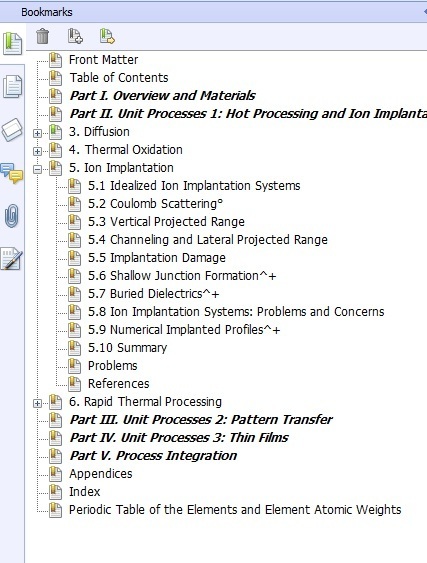 Bookmarks
Front Matter
Table of Contents
Part I. Overview and Materials
Part II. Unit Processes 1: Hot Processing and Ion Implanta
3. Diffusion
4. Thermal Oxidation
5. Ion Implantation
5.1 Idealized Ion Implantation Systems
5.2 Coulomb Scattering°
5.3 Vertical Projected Range
5.4 Channeling and Lateral Projected Range
5.5 Implantation Damage
5.6 Shallow Junction Formation^+
5.7 Buried Dielectrics^+
5.8 Ion Implantation Systems: Problems and Concerns
5.9 Numerical Implanted Profiles^+
5.10 Summary
Problems
References
6. Rapid Thermal Processing
Part III. Unit Processes 2: Pattern Transfer
Part IV. Unit Processes 3: Thin Films
Part V. Process Integration
Appendices
Index
Periodic Table of the Elements and Element Atomic Weights